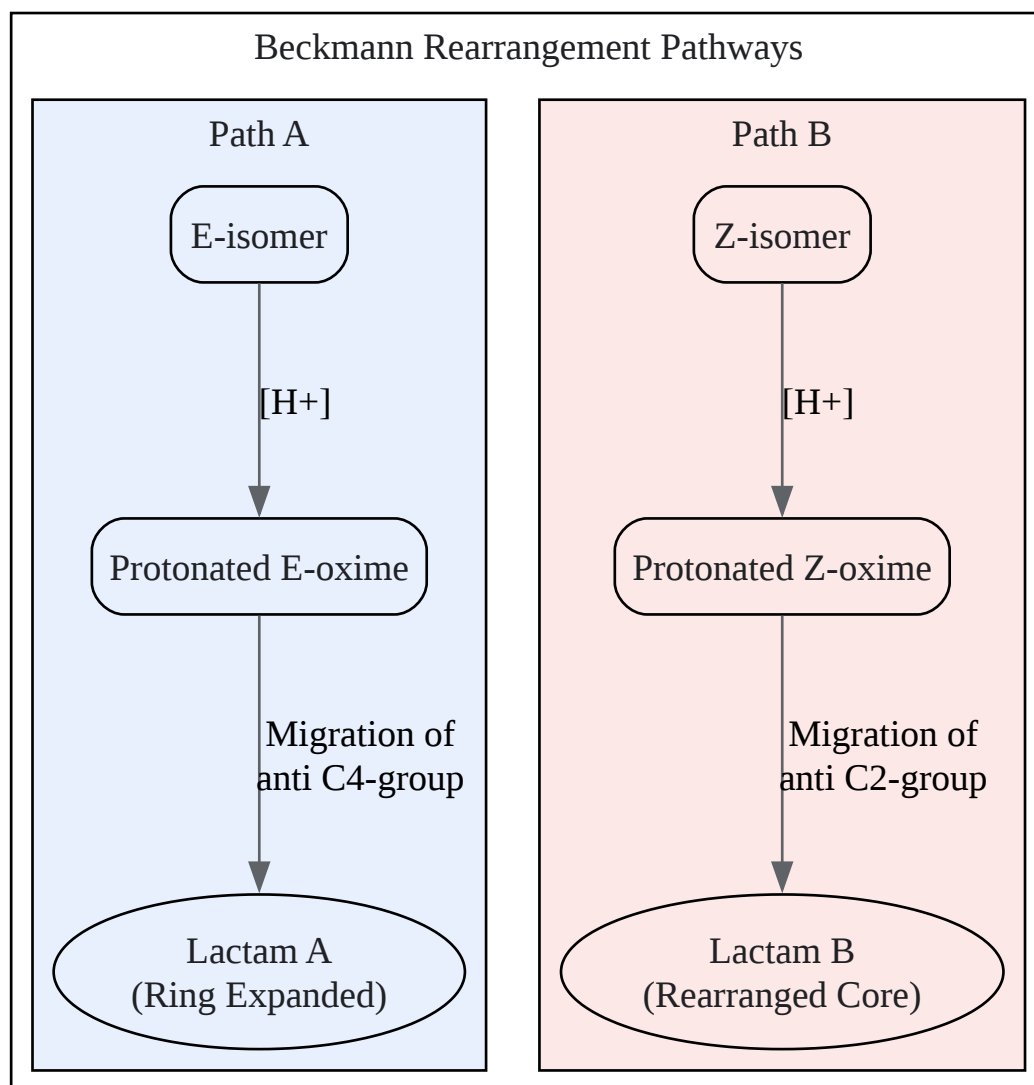 Beckmann Rearrangement Pathways
Path A
E-isomer
[H+]
Protonated E-oxime
Migration of
anti C4-group
Lactam A
(Ring Expanded)
Path B
Z-isomer
[H+]
Protonated Z-oxime
Migration of
anti C2-group
Lactam B
(Rearranged Core)